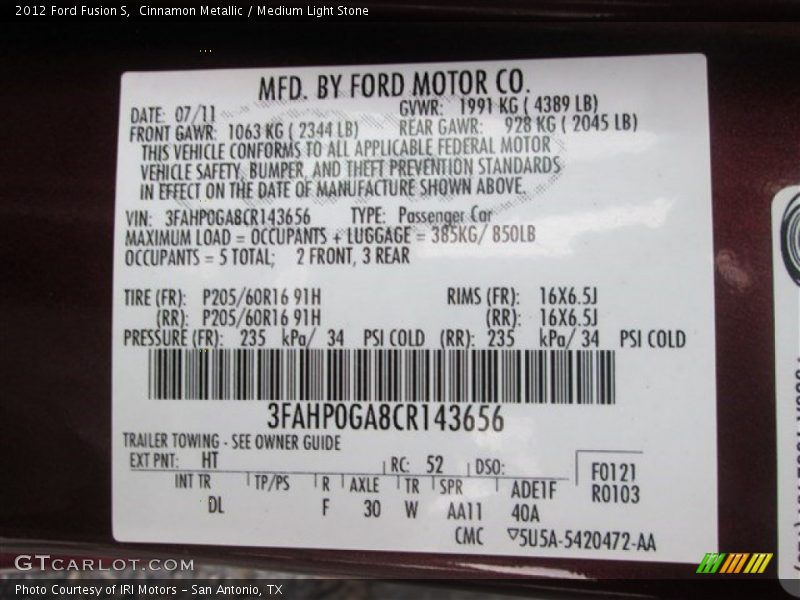 2012 Ford Fusion S,  Cinnamon Metallic / Medium Light Stone
MFD. BY FORD MOTOR CO.
DATE: 07/11 GVWR: 1991 KG ( 4389 LB)
FRONT GAWR: 1063 KG ( 2344 LB) REAR GAWR: 928 KG ( 2045 LB)
THIS VEHICLE CONFORMS TO ALL APPLICABLE FEDERAL MOTOR
VEHICLE SAFETY, BUMPER, AND THEFT PREVENTION STANDARDS
IN EFFECT ON THE DATE OF MANUFACTURE SHOWN ABOVE.
VIN: 3FAHP0GA8CR143656 TYPE: Passenger Car
MAXIMUM LOAD = OCCUPANTS + LUGGAGE = 385KG/ 850LB
OCCUPANTS = 5 TOTAL; 2 FRONT, 3 REAR
TIRE (FR): P205/60R16 91H RIMS (FR): 16X6.5J
(RR): P205/60R16 91H (RR): 16X6.5J
PRESSURE (FR): 235 kPa/ 34 PSI COLD (RR): 235 kPa/ 34 PSI COLD
3FAHP0GA8CR143656
TRAILER TOWING - SEE OWNER GUIDE
EXT PNT: HT RC: 52 DSO: F0121
INT TR TP/PS R AXLE TR SPR ADE1F R0103
DL F 30 W AA11 40A
CMC ▽5U5A-5420472-AA
GTCARLOT.COM
Photo Courtesy of IRI Motors – San Antonio, TX